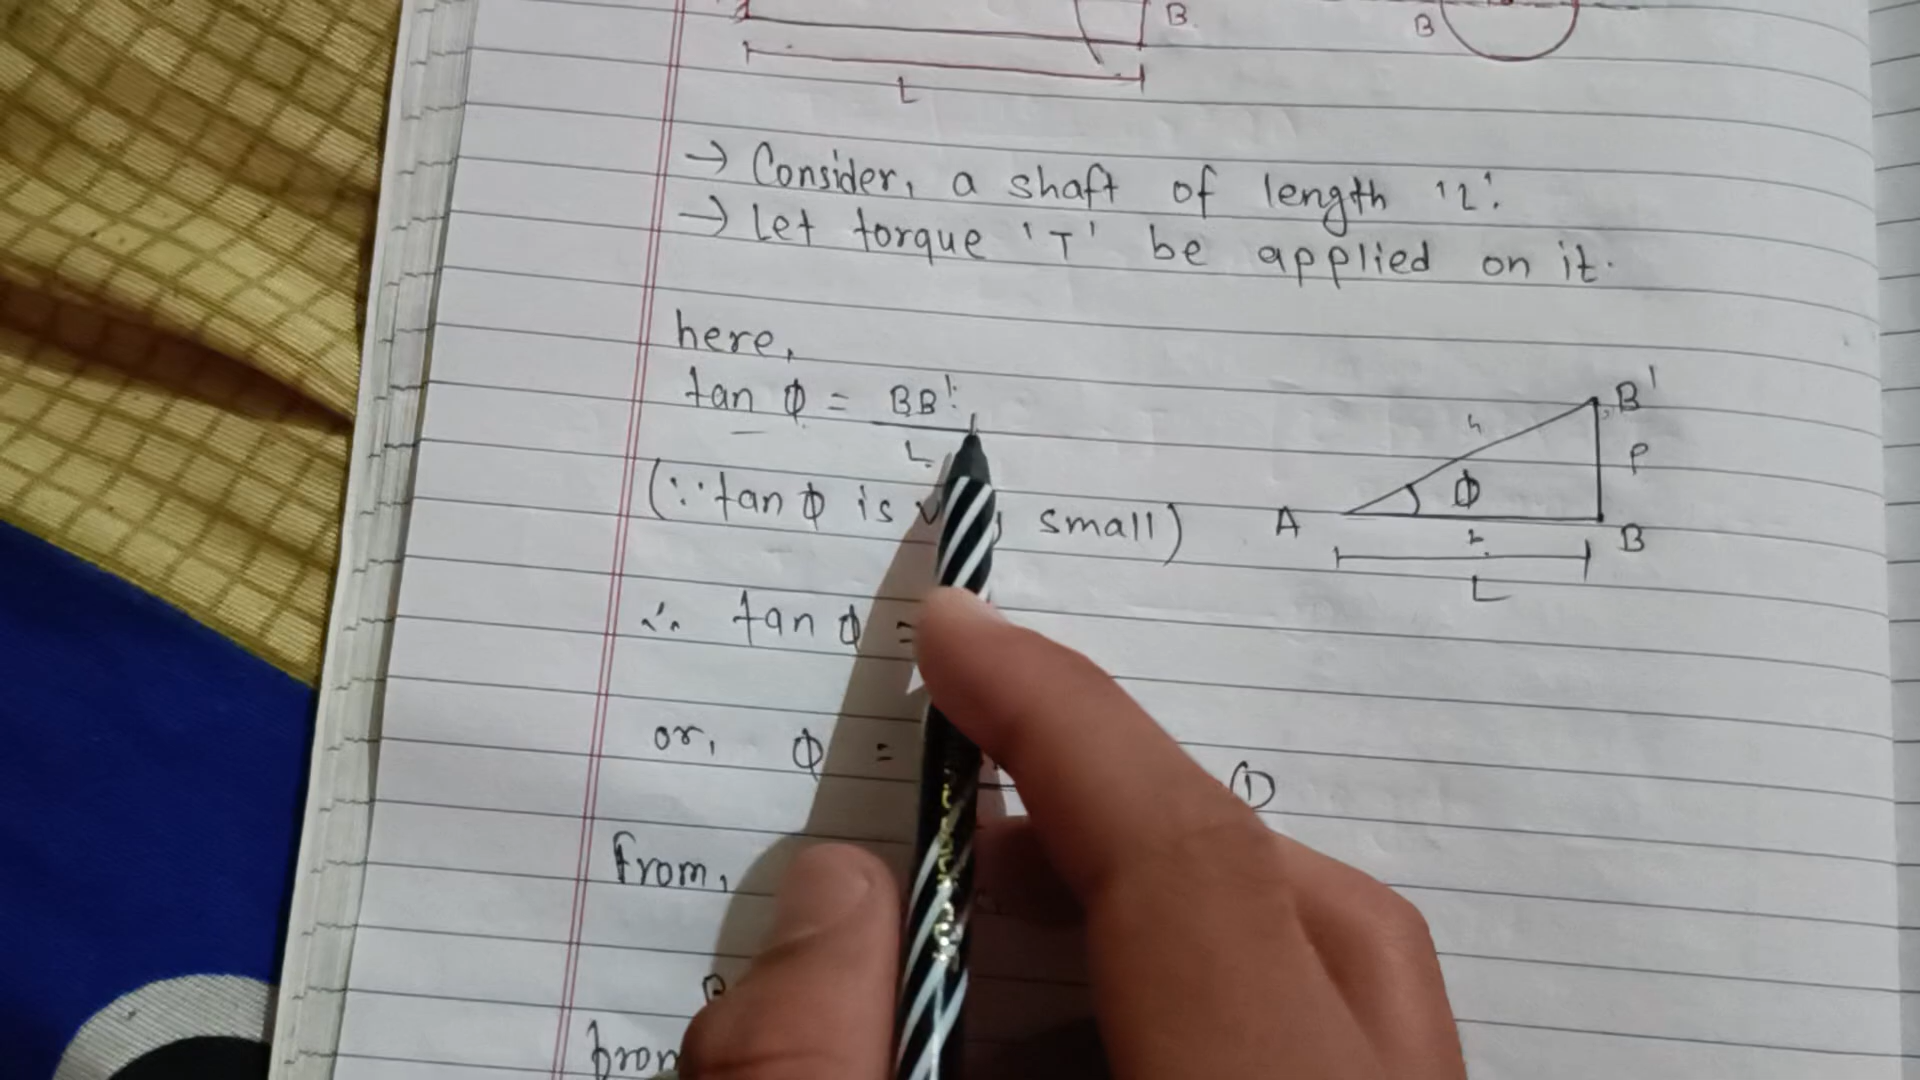 B
B
L
→ Consider, a shaft of length 'L'.
→ Let torque 'T' be applied on it.
here,
tan ϕ = BB'
L
(∵ tan ϕ is small)
B'
h
P
ϕ
A
B
L
∴ tan ϕ =
or, ϕ =
①
From,